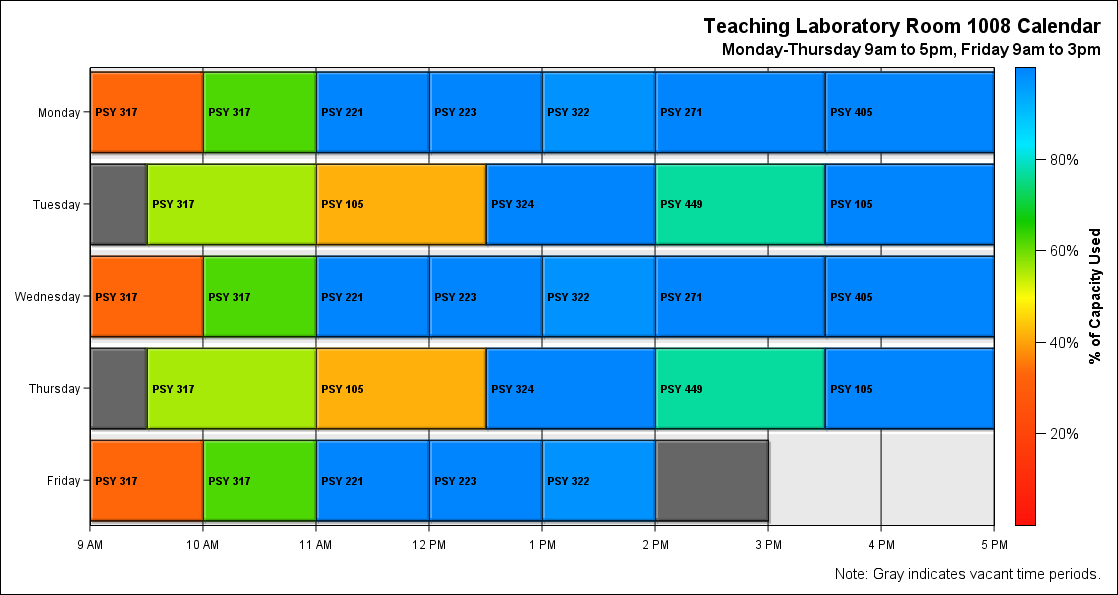 Teaching Laboratory Room 1008 Calendar
Monday-Thursday 9am to 5pm, Friday 9am to 3pm
Monday PSY 317 PSY 317 PSY 221 PSY 223 PSY 322 PSY 271 PSY 405
80%
Tuesday PSY 317 PSY 105 PSY 324 PSY 449 PSY 105
60%
Wednesday PSY 317 PSY 317 PSY 221 PSY 223 PSY 322 PSY 271 PSY 405
% of Capacity Used
40%
Thursday PSY 317 PSY 105 PSY 324 PSY 449 PSY 105
20%
Friday PSY 317 PSY 317 PSY 221 PSY 223 PSY 322
9 AM 10 AM 11 AM 12 PM 1 PM 2 PM 3 PM 4 PM 5 PM
Note: Gray indicates vacant time periods.